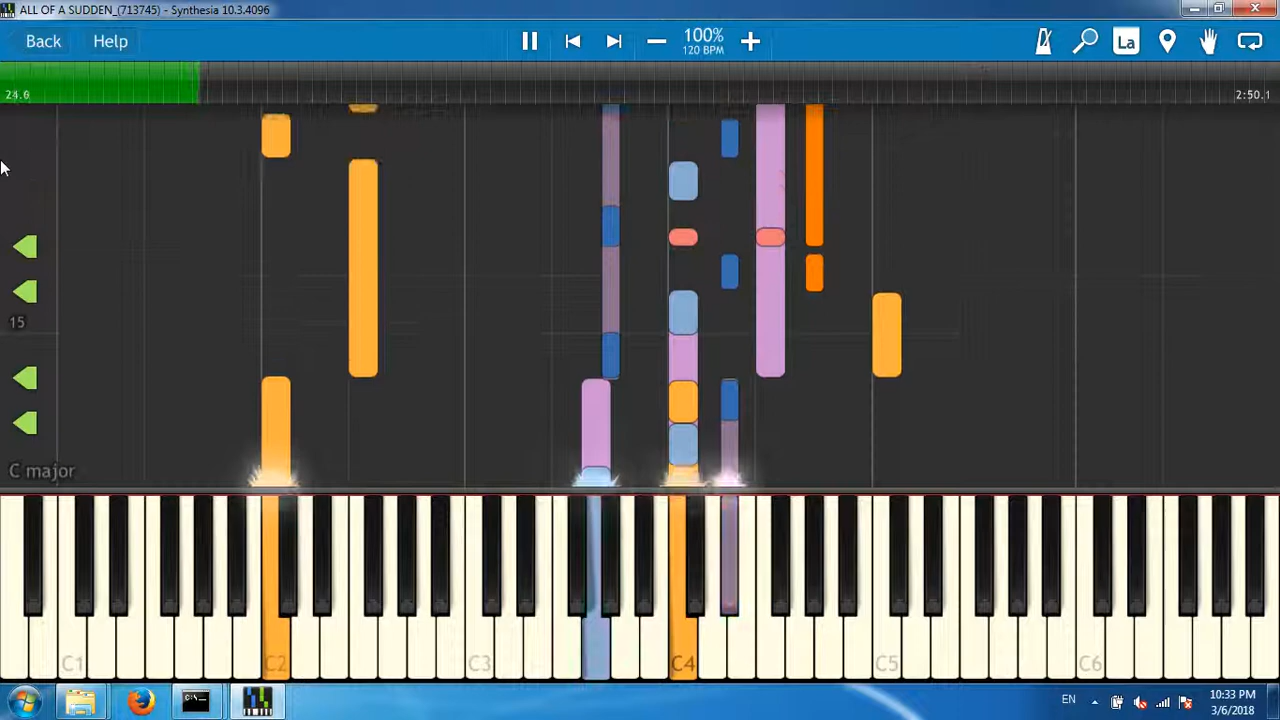 ALL OF A SUDDEN_(713745) - Synthesia 10.3.4096
Back Help 100% La
120 BPM
24.0 2:50.1
15
C major
C1 C2 C3 C4 C5 C6
C:\_
EN 10:33 PM
3/6/2018